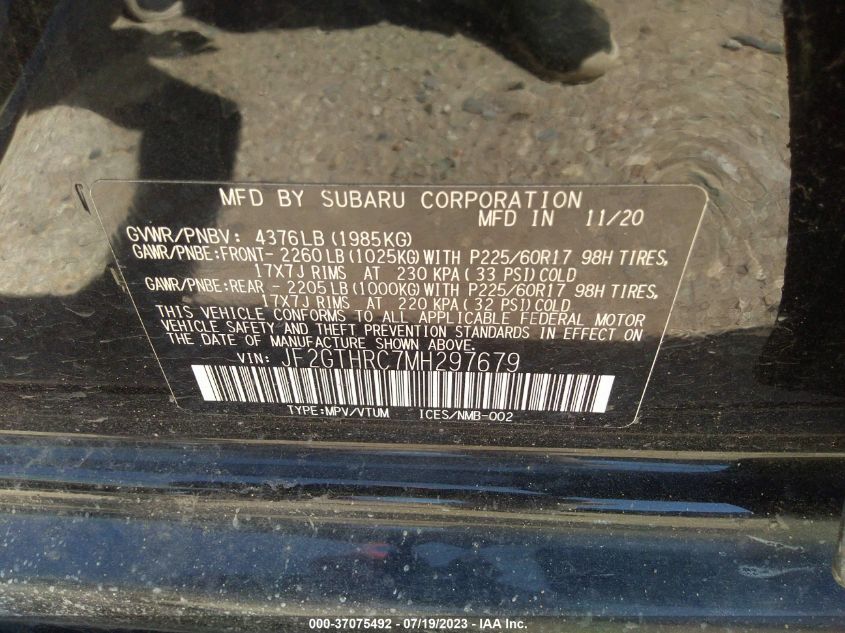 MFD BY SUBARU CORPORATION
MFD IN 11/20
GVWR/PNBV: 4376LB (1985KG)
GAWR/PNBE:FRONT- 2260LB (1025KG) WITH P225/60R17 98H TIRES,
17X7J RIMS AT 230 KPA ( 33 PSI) COLD
GAWR/PNBE:REAR - 2205LB (1000KG) WITH P225/60R17 98H TIRES,
17X7J RIMS AT 220 KPA ( 32 PSI) COLD
THIS VEHICLE CONFORMS TO ALL APPLICABLE FEDERAL MOTOR
VEHICLE SAFETY AND THEFT PREVENTION STANDARDS IN EFFECT ON
THE DATE OF MANUFACTURE SHOWN ABOVE.
VIN: JF2GTHRC7MH297679
TYPE:MPV/VTUM ICES/NMB-002
000-37075492 - 07/19/2023 - IAA Inc.